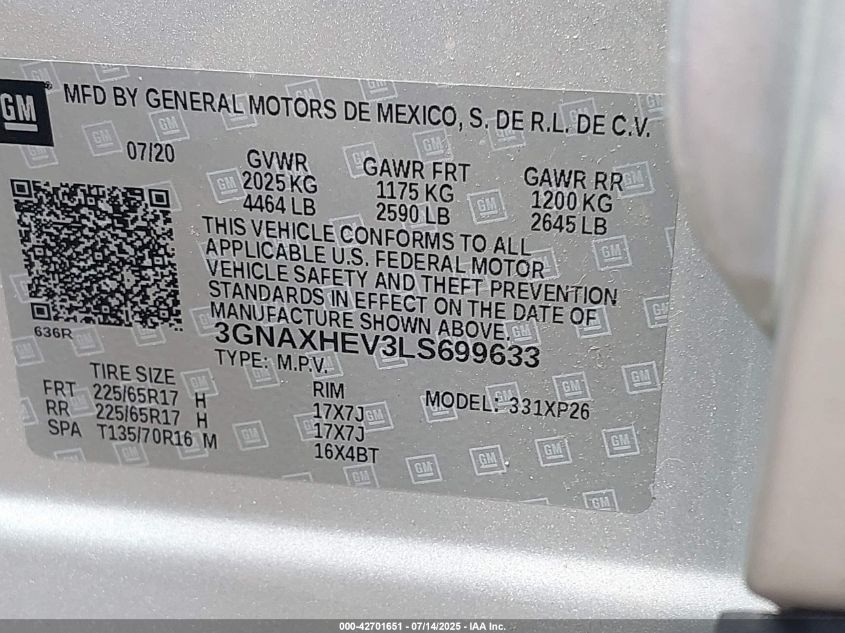 GM
MFD BY GENERAL MOTORS DE MEXICO, S. DE R.L. DE C.V.
07/20
GVWR GAWR FRT GAWR RR
2025 KG 1175 KG 1200 KG
4464 LB 2590 LB 2645 LB
THIS VEHICLE CONFORMS TO ALL
APPLICABLE U.S. FEDERAL MOTOR
VEHICLE SAFETY AND THEFT PREVENTION
STANDARDS IN EFFECT ON THE DATE OF
MANUFACTURE SHOWN ABOVE.
636R
3GNAXHEV3LS699633
TYPE: M.P.V.
TIRE SIZE RIM MODEL: 331XP26
FRT 225/65R17 H 17X7J
RR 225/65R17 H 17X7J
SPA T135/70R16 M 16X4BT
000-42701651 - 07/14/2025 - IAA Inc.